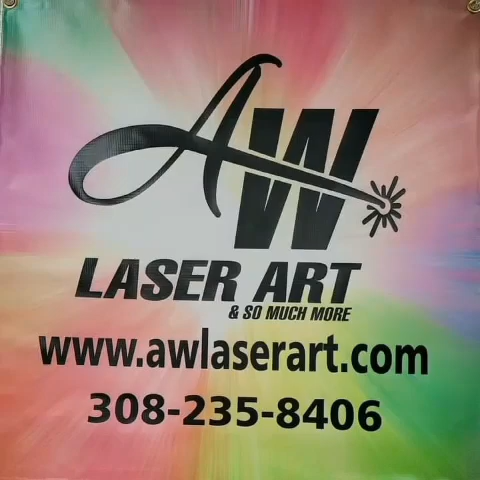 AW
LASER ART
& SO MUCH MORE
www.awlaserart.com
308-235-8406